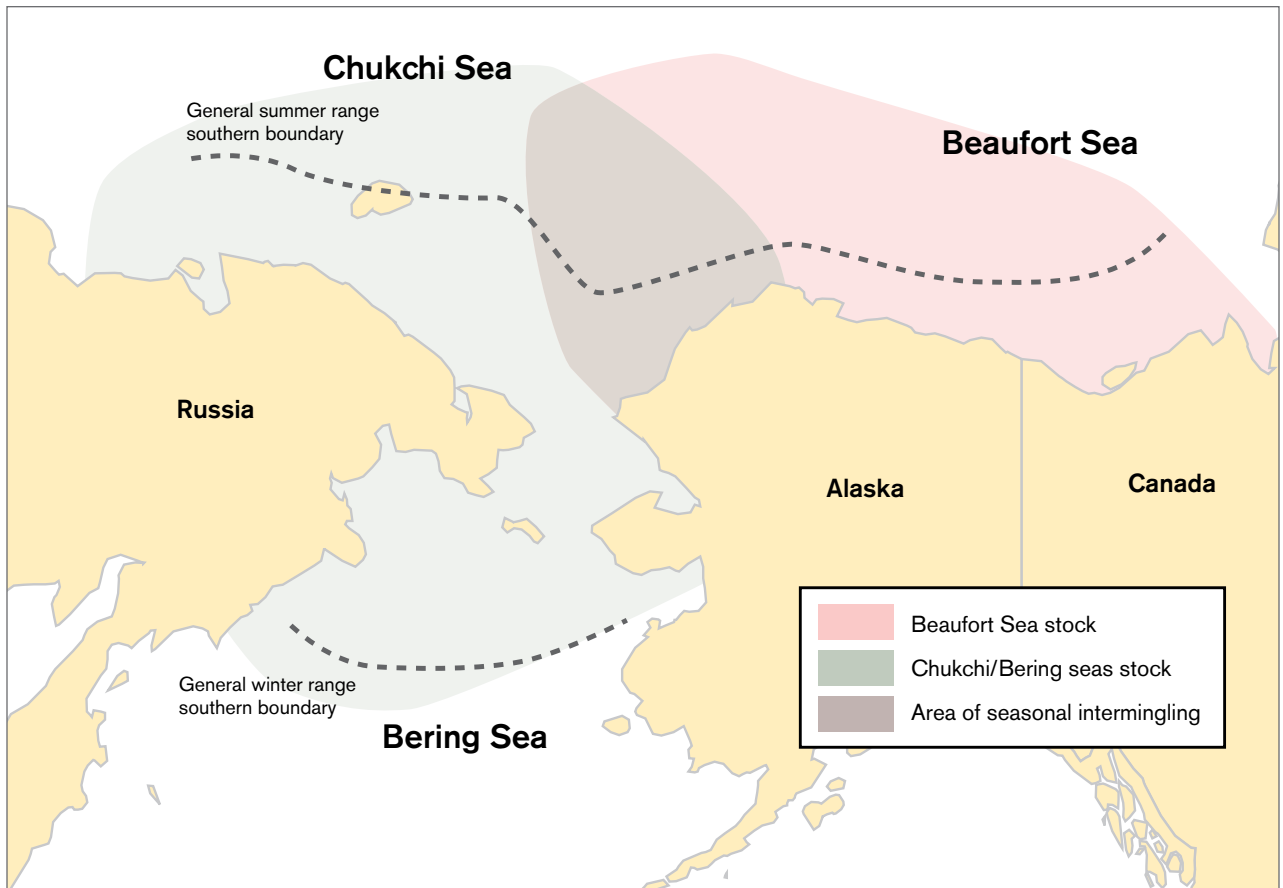 Chukchi Sea
General summer range
southern boundary
Beaufort Sea
Russia
Alaska
Canada
Beaufort Sea stock
Chukchi/Bering seas stock
Area of seasonal intermingling
General winter range
southern boundary
Bering Sea